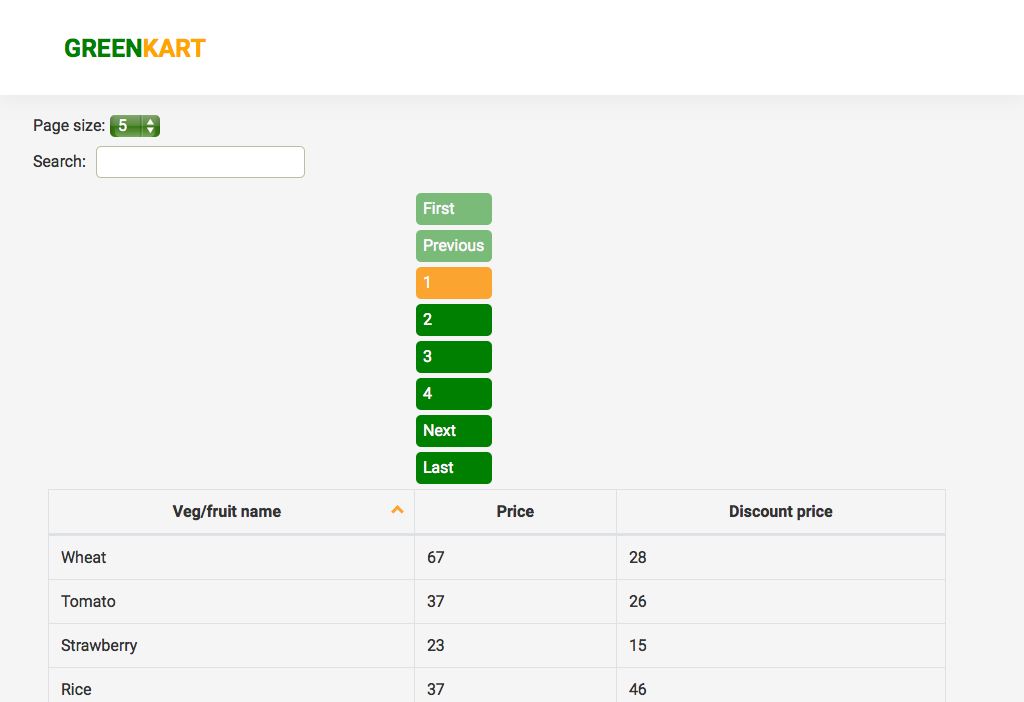 GREENKART
Page size: 5
Search:
First
Previous
1
2
3
4
Next
Last
Veg/fruit name Price Discount price
Wheat 67 28
Tomato 37 26
Strawberry 23 15
Rice 37 46